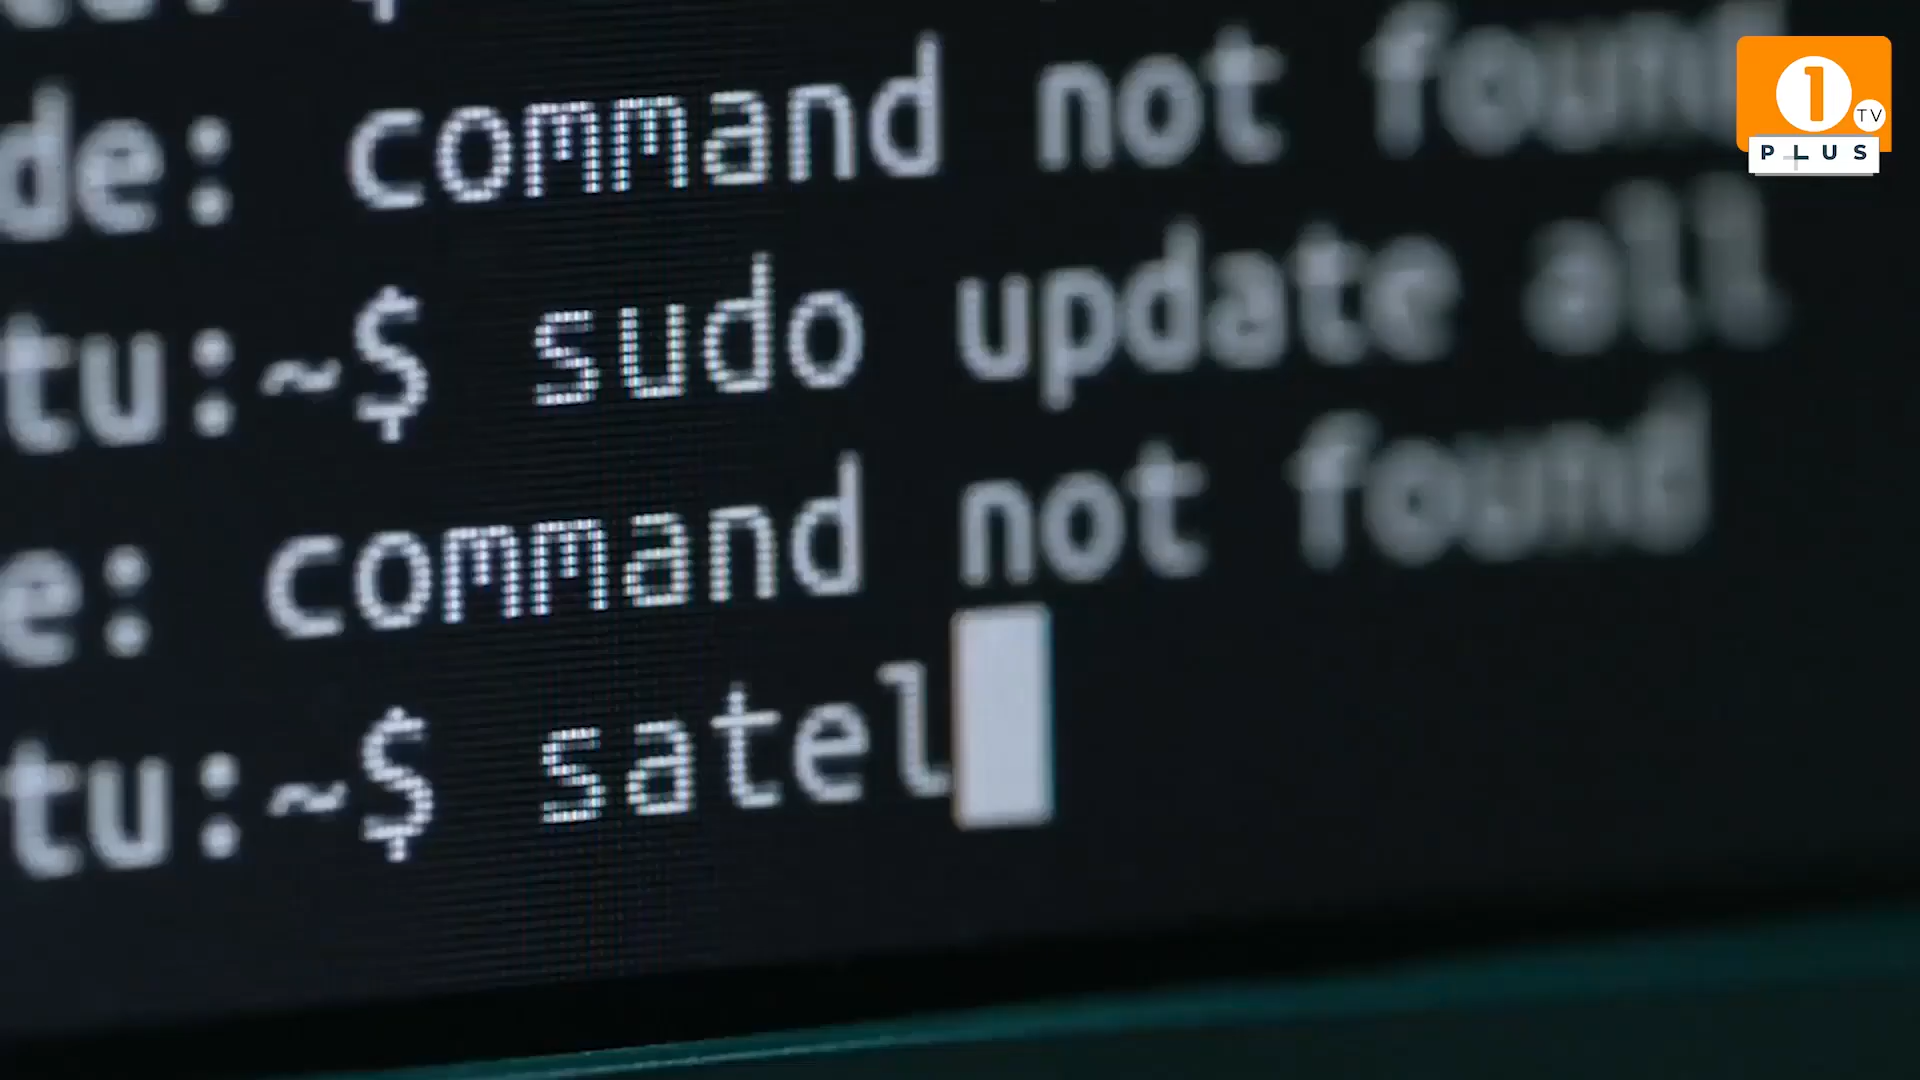 de: command not found
tu:~$ sudo update all
e: command not found
tu:~$ satel
1 TV
PLUS